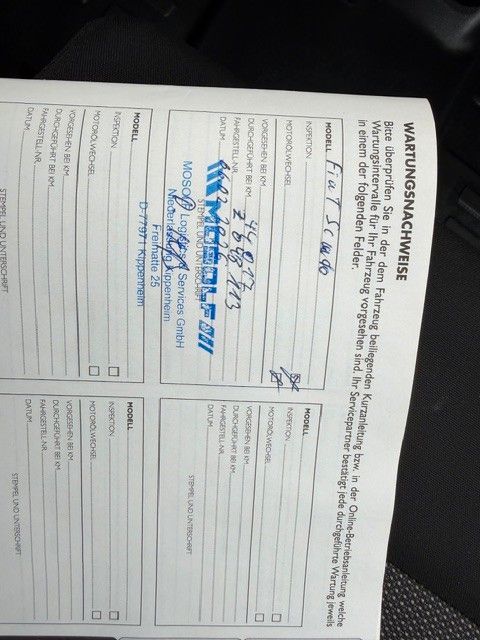 WARTUNGSNACHWEISE
Bitte überprüfen Sie in der dem Fahrzeug beiliegenden Kurzanleitung bzw. in der Online-Betriebsanleitung welche
Wartungsintervalle für Ihr Fahrzeug vorgesehen sind. Ihr Servicepartner bestätigt jede durchgeführte Wartung jeweils
in einem der folgenden Felder.
MODELL Fiat Scudo
INSPEKTION
MOTORÖLWECHSEL
VORGESEHEN BEI KM
DURCHGEFÜHRT BEI KM
FAHRGESTELL-NR.
DATUM
STEMPEL UND UNTERSCHRIFT
MOSOLF
MOSOLF Logistics & Services GmbH
Niederlassung Kippenheim
Freimatte 25
D-77971 Kippenheim
MODELL
INSPEKTION
MOTORÖLWECHSEL
VORGESEHEN BEI KM
DURCHGEFÜHRT BEI KM
FAHRGESTELL-NR.
DATUM
STEMPEL UND UNTERSCHRIFT
MODELL
INSPEKTION
MOTORÖLWECHSEL
VORGESEHEN BEI KM
DURCHGEFÜHRT BEI KM
FAHRGESTELL-NR.
DATUM
STEMPEL UND UNTERSCHRIFT
MODELL
INSPEKTION
MOTORÖLWECHSEL
VORGESEHEN BEI KM
DURCHGEFÜHRT BEI KM
FAHRGESTELL-NR.
DATUM
STEMPEL UND UNTERSCHRIFT